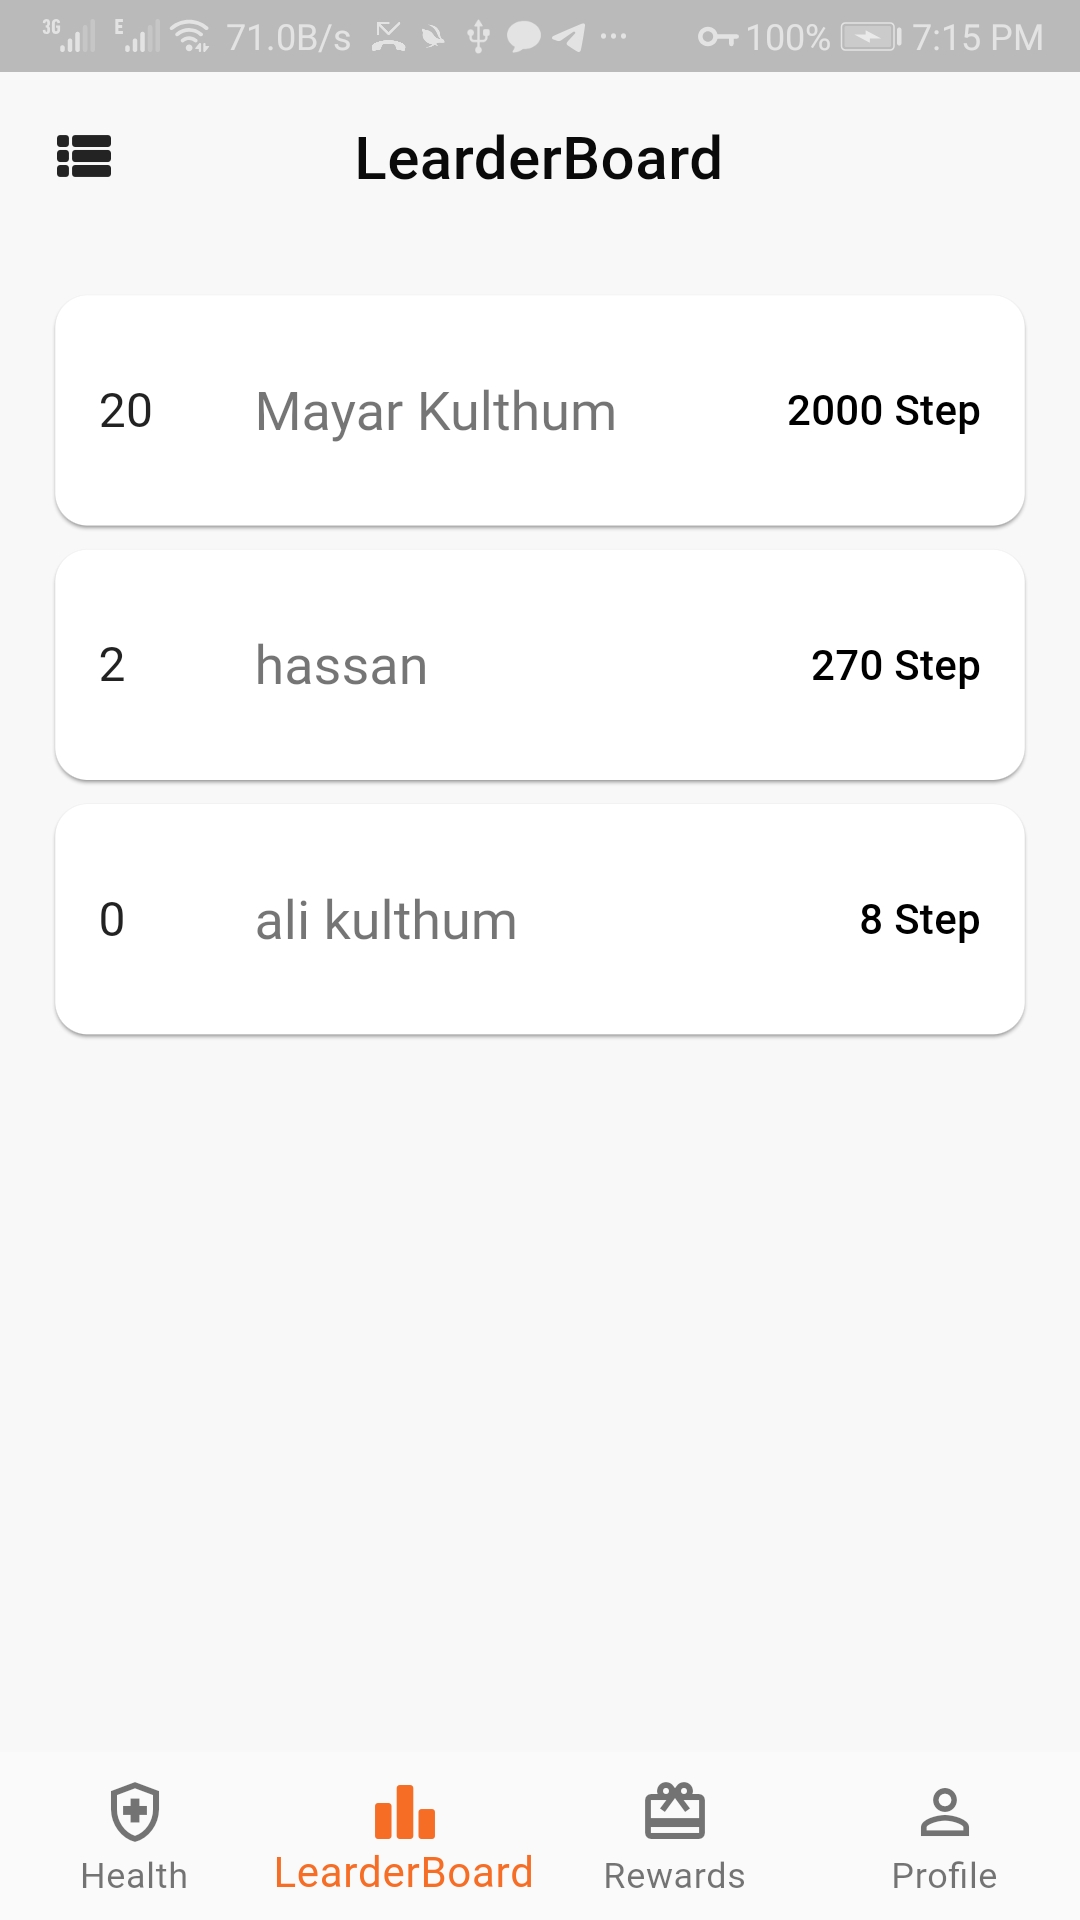 3G E 71.0B/s 100% 7:15 PM
LearderBoard
20 Mayar Kulthum 2000 Step
2 hassan 270 Step
0 ali kulthum 8 Step
Health LearderBoard Rewards Profile